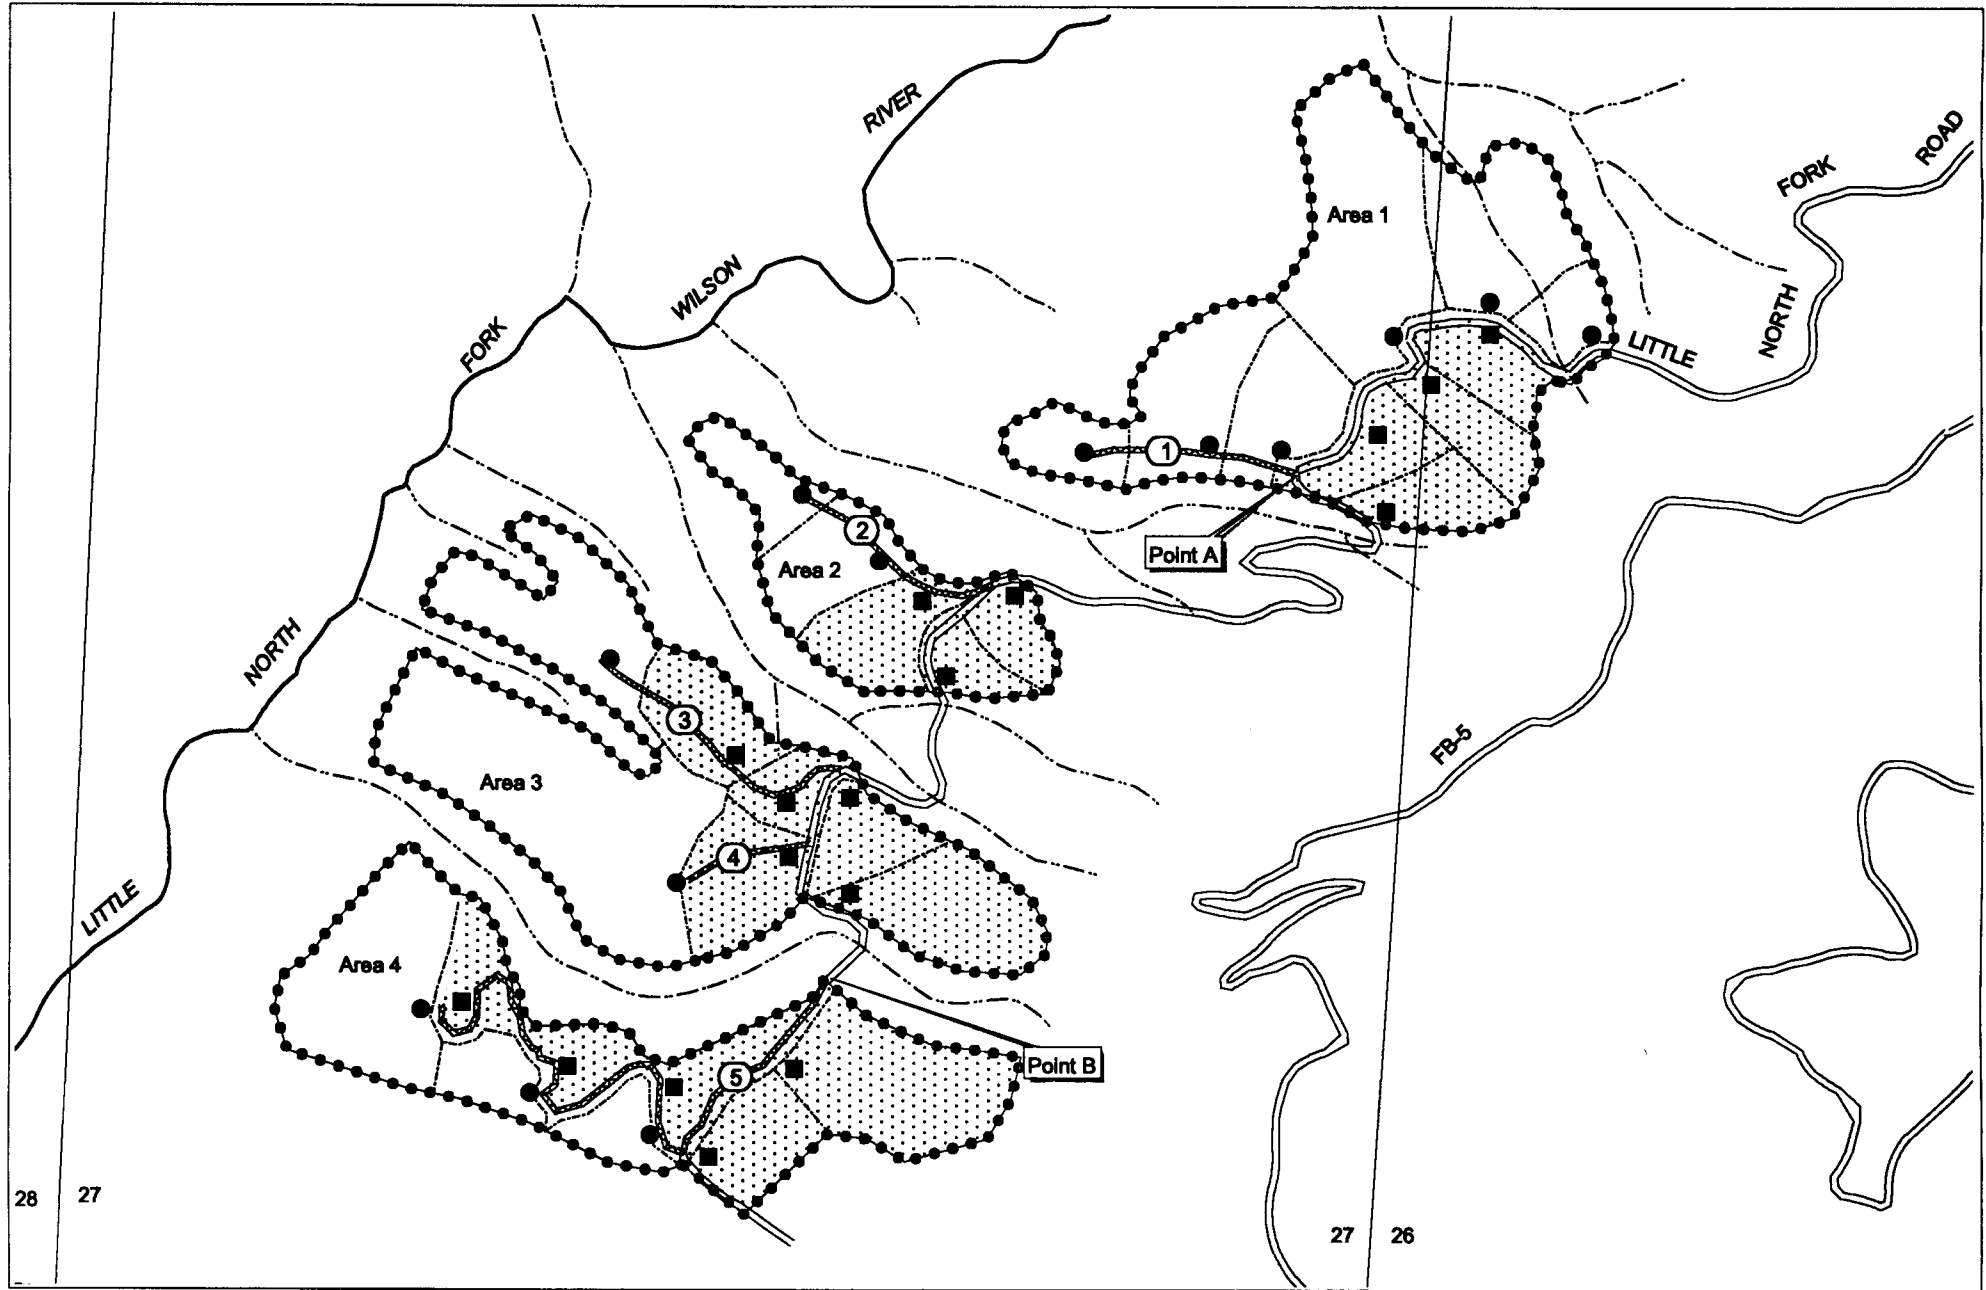 RIVER
ROAD
FORK
Area 1
WILSON
NORTH
FORK
LITTLE
1
2
Point A
Area 2
NORTH
3
FB-5
Area 3
4
LITTLE
Area 4
Point B
5
28 27
27 26